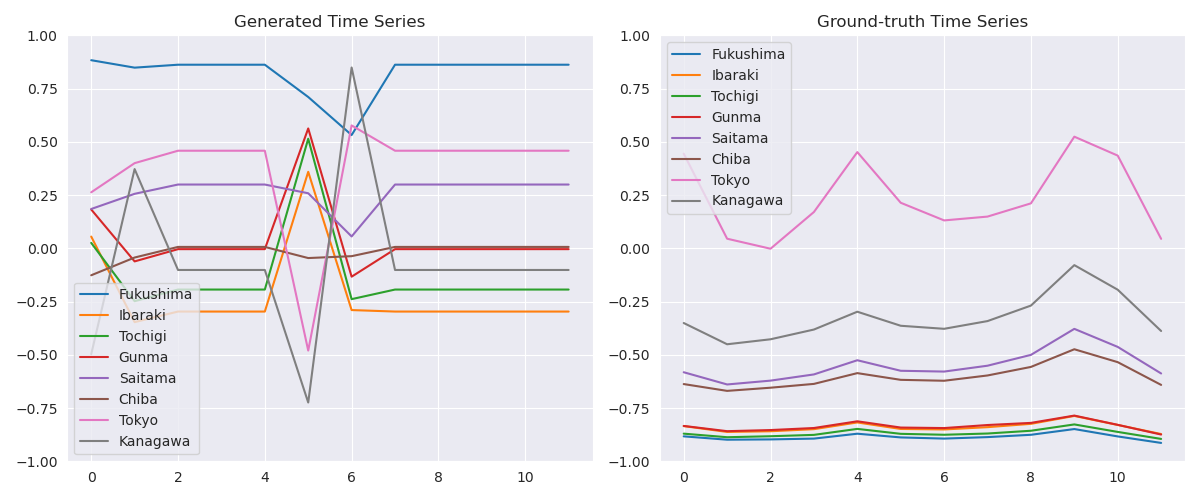 Generated Time Series
1.00
0.75
0.50
0.25
0.00
−0.25
−0.50
−0.75
−1.00
Fukushima
Ibaraki
Tochigi
Gunma
Saitama
Chiba
Tokyo
Kanagawa
0 2 4 6 8 10
Ground-truth Time Series
1.00
0.75
0.50
0.25
0.00
−0.25
−0.50
−0.75
−1.00
Fukushima
Ibaraki
Tochigi
Gunma
Saitama
Chiba
Tokyo
Kanagawa
0 2 4 6 8 10